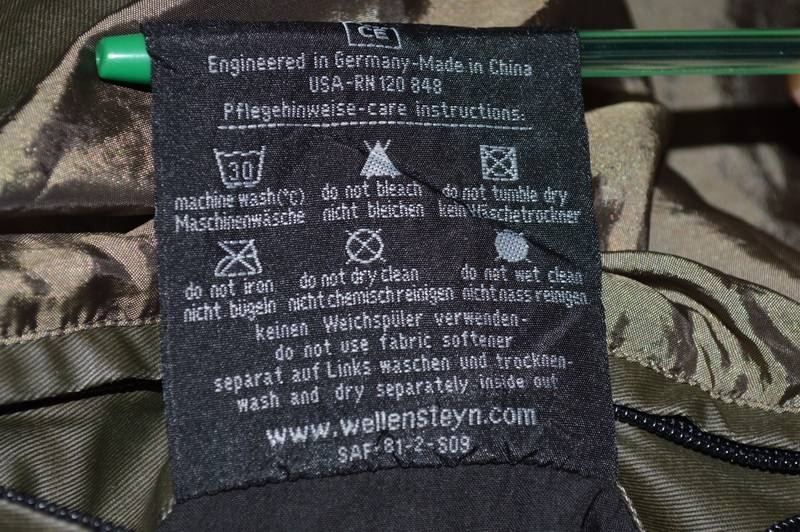 CE
Engineered in Germany-Made in China
USA-RN 120 848
Pflegehinweise-care instructions:
30
machine wash(°c)
Maschinenwäsche
do not bleach
nicht bleichen
do not tumble dry
kein Wäschetrockner
do not iron
nicht bügeln
do not dry clean
nicht chemisch reinigen
do not wet clean
nicht nass reinigen
keinen Weichspüler verwenden-
do not use fabric softener
separat auf Links waschen und trocknen-
wash and dry separately inside out
www.wellensteyn.com
SAF-81-2-S09